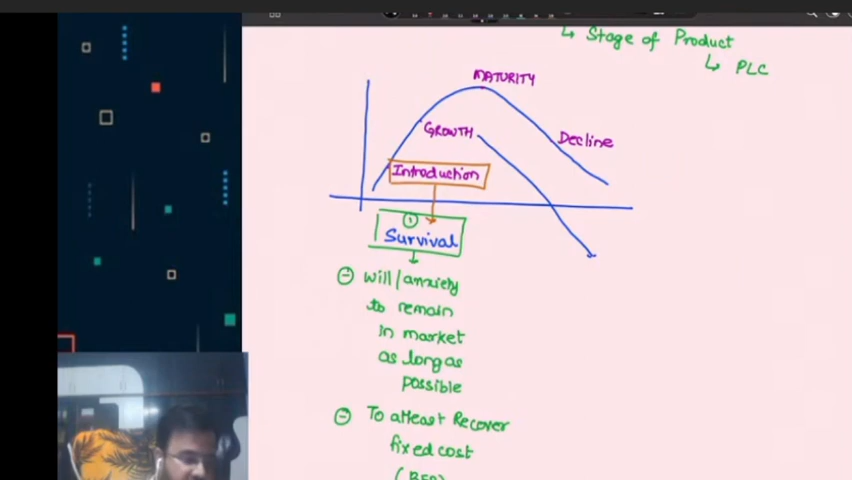 ↳ Stage of Product
↳ PLC
MATURITY
GROWTH
Decline
Introduction
①
Survival
⊖ will/anxiety
to remain
in market
as long as
possible
⊖ To atleast Recover
fixed cost